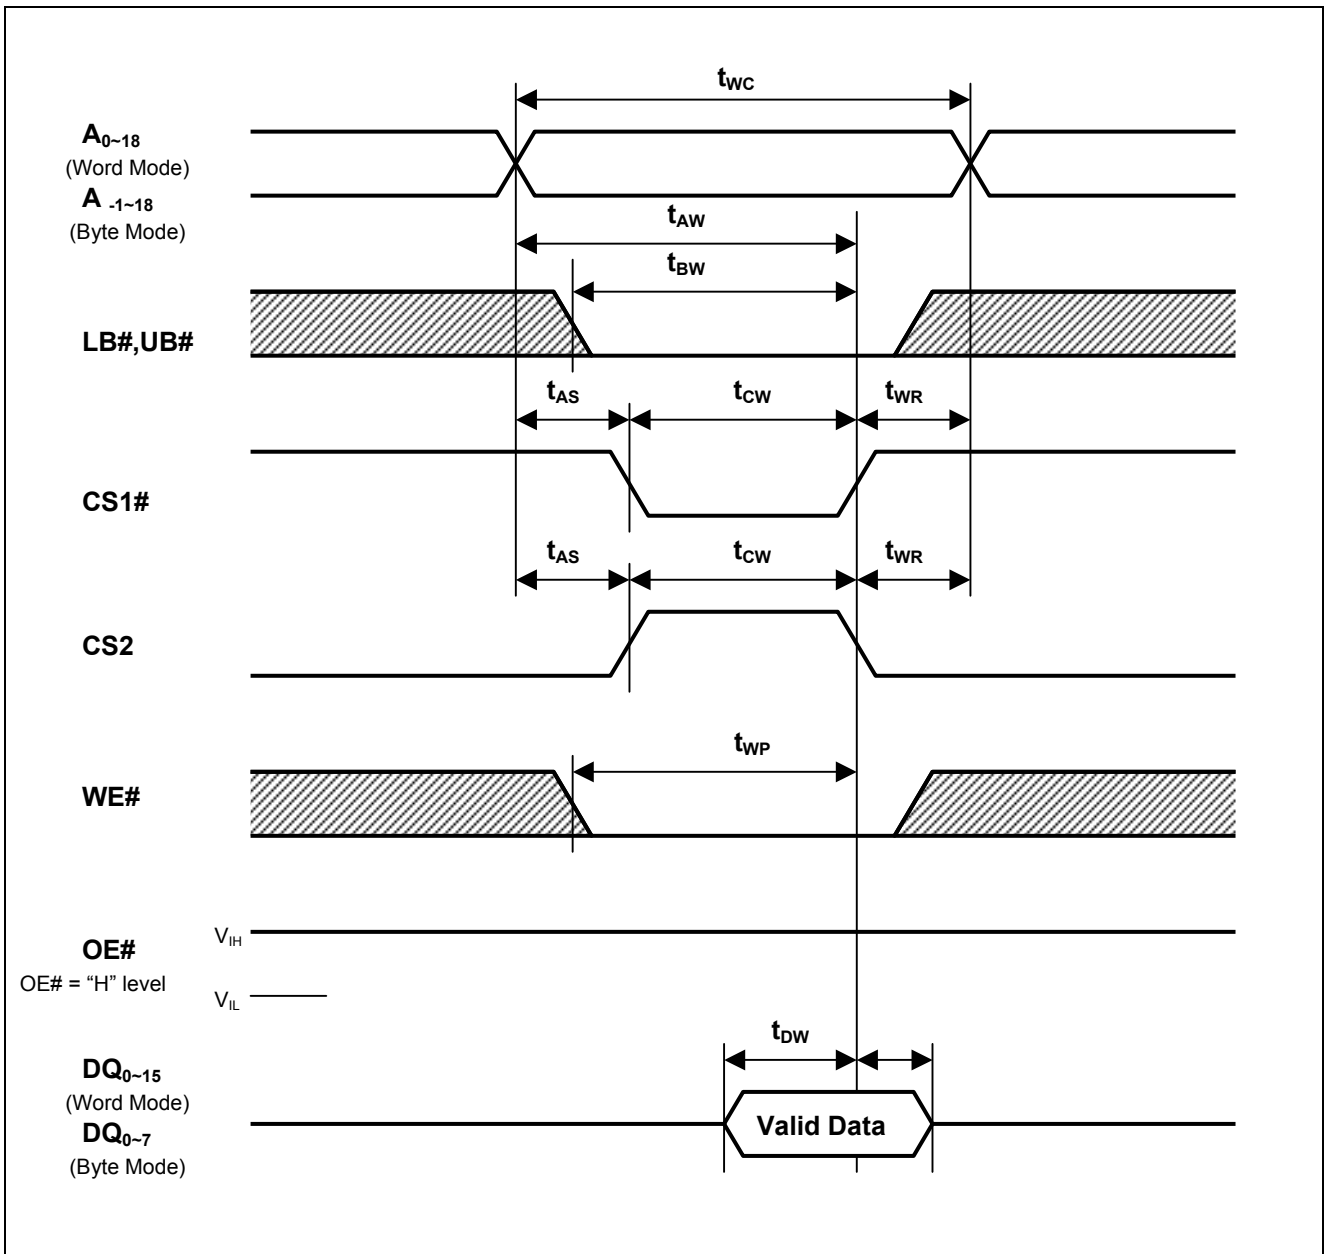 tWC
A0~18
(Word Mode)
A -1~18
(Byte Mode)
tAW
tBW
LB#,UB#
tAS
tCW
tWR
CS1#
tAS
tCW
tWR
CS2
tWP
WE#
VIH
OE#
OE# = “H” level
VIL
tDW
DQ0~15
(Word Mode)
DQ0~7
(Byte Mode)
Valid Data